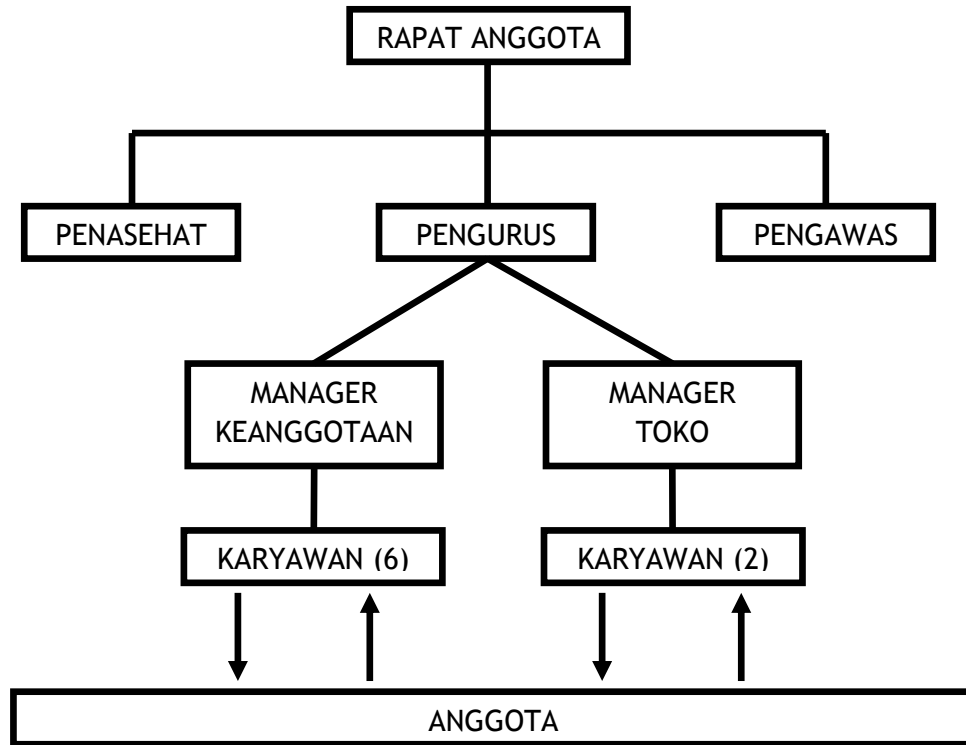 RAPAT ANGGOTA
PENASEHAT
PENGURUS
PENGAWAS
MANAGER
KEANGGOTAAN
MANAGER
TOKO
KARYAWAN (6)
KARYAWAN (2)
ANGGOTA